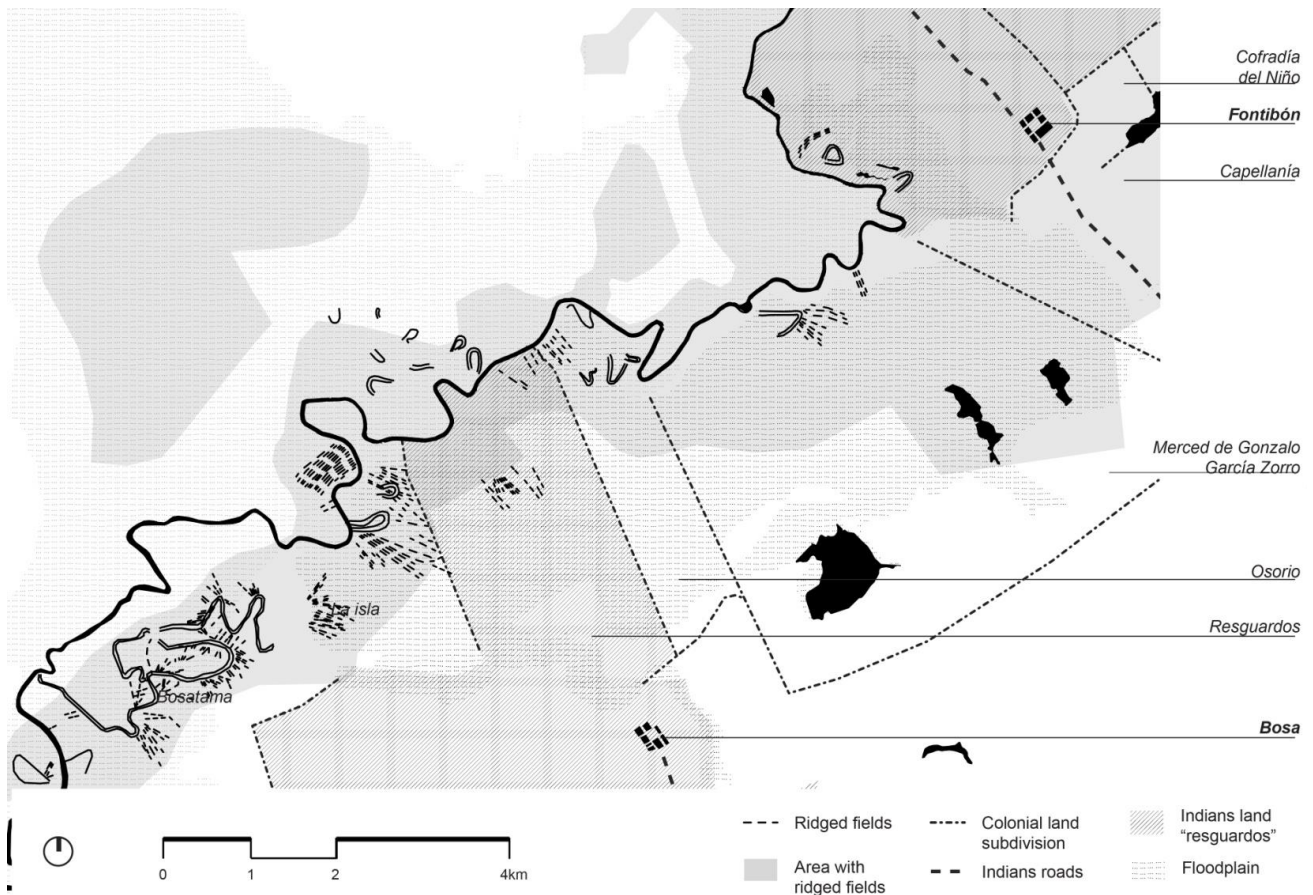 Cofradía
del Niño
Fontibón
Capellanía
Merced de Gonzalo
García Zorro
Osorio
La isla
Resguardos
Bosatama
Bosa
Ridged fields
Colonial land
subdivision
Indians land
"resguardos"
Area with
ridged fields
Indians roads
Floodplain
0 1 2 4km